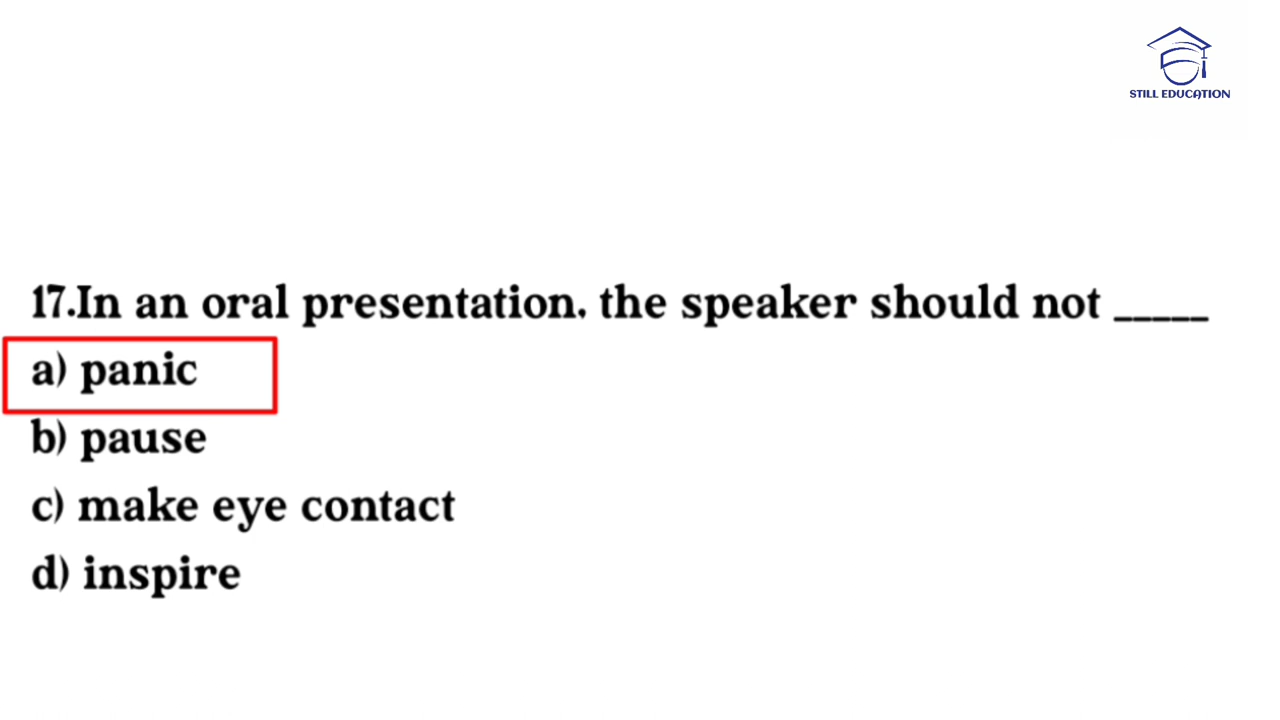 STILL EDUCATION
17.In an oral presentation, the speaker should not _____
a) panic
b) pause
c) make eye contact
d) inspire